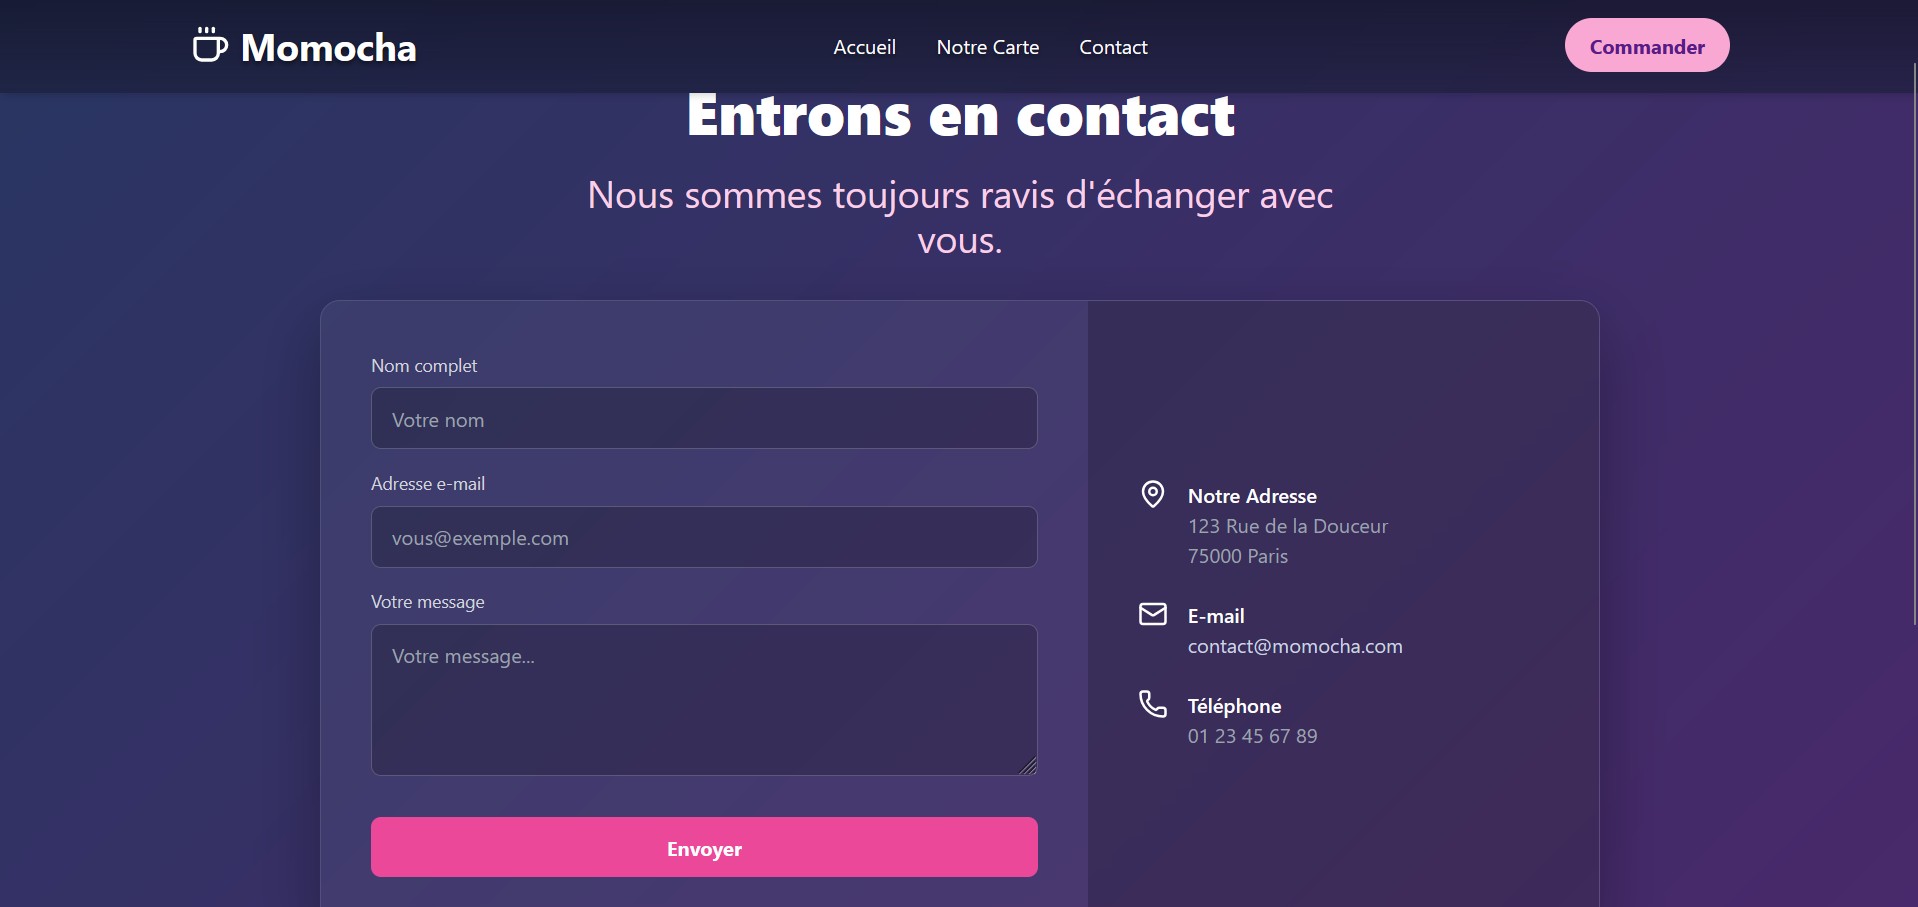 Momocha
Accueil
Notre Carte
Contact
Commander
Entrons en contact
Nous sommes toujours ravis d'échanger avec
vous.
Nom complet
Votre nom
Adresse e-mail
vous@exemple.com
Votre message
Votre message...
Envoyer
Notre Adresse
123 Rue de la Douceur
75000 Paris
E-mail
contact@momocha.com
Téléphone
01 23 45 67 89